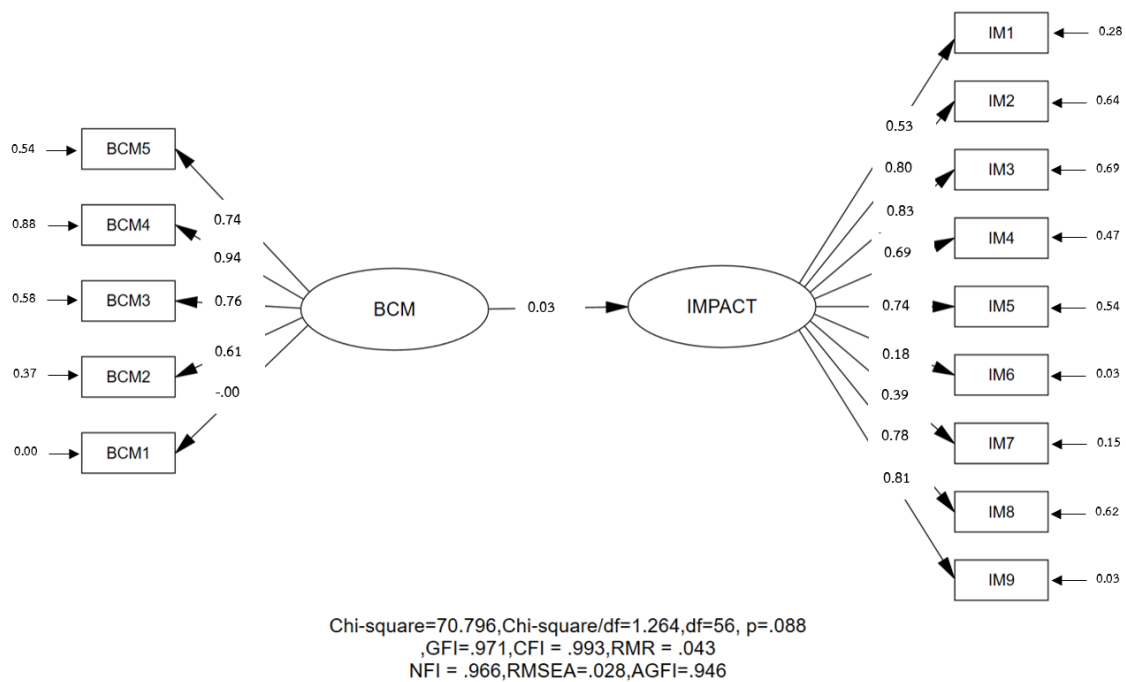 IM1
0.28
IM2
0.64
0.53
BCM5
0.54
0.80
IM3
0.69
0.83
BCM4
0.88
0.74
IM4
0.47
0.69
0.94
BCM3
0.58
0.76
BCM
0.03
IMPACT
0.74
IM5
0.54
0.61
0.18
BCM2
0.37
IM6
0.03
-.00
0.39
0.78
IM7
0.15
BCM1
0.00
0.81
IM8
0.62
IM9
0.03
Chi-square=70.796,Chi-square/df=1.264,df=56, p=.088
,GFI=.971,CFI = .993,RMR = .043
NFI = .966,RMSEA=.028,AGFI=.946